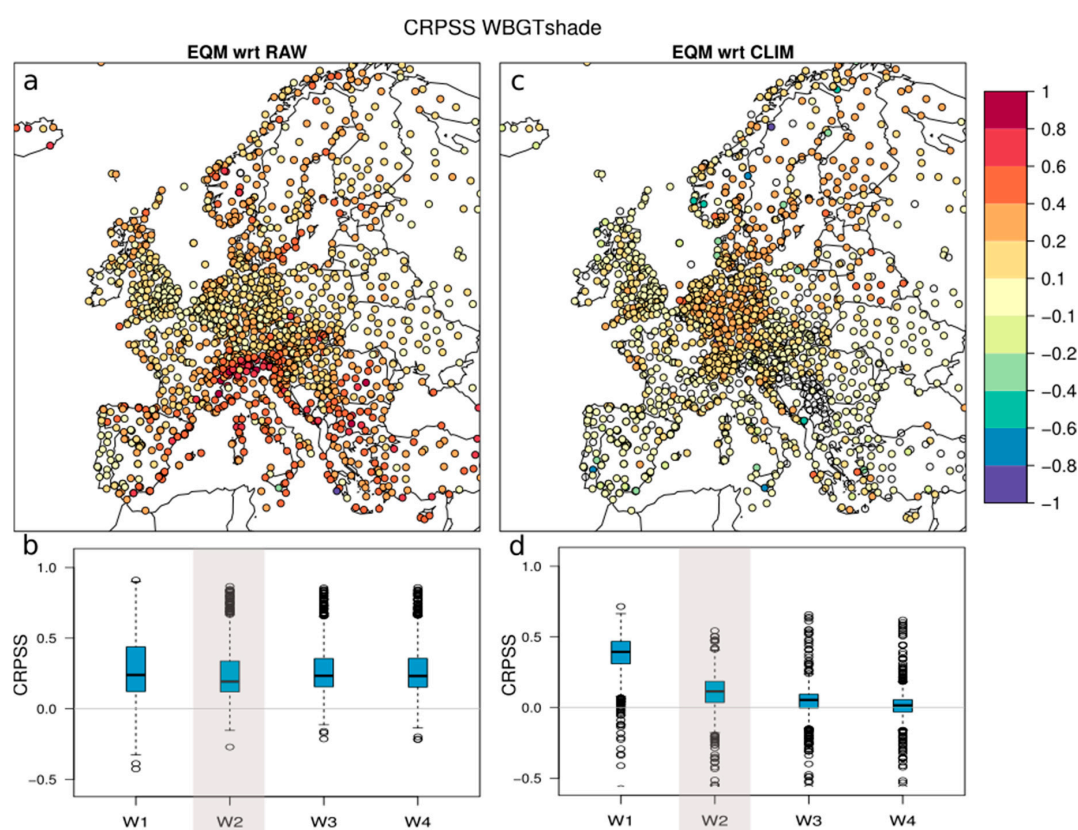 CRPSS WBGTshade
EQM wrt RAW
EQM wrt CLIM
a
c
1
0.8
0.6
0.4
0.2
0.1
−0.1
−0.2
−0.4
−0.6
−0.8
−1
b
d
CRPSS
1.0
0.5
0.0
−0.5
W1 W2 W3 W4
CRPSS
1.0
0.5
0.0
−0.5
W1 W2 W3 W4